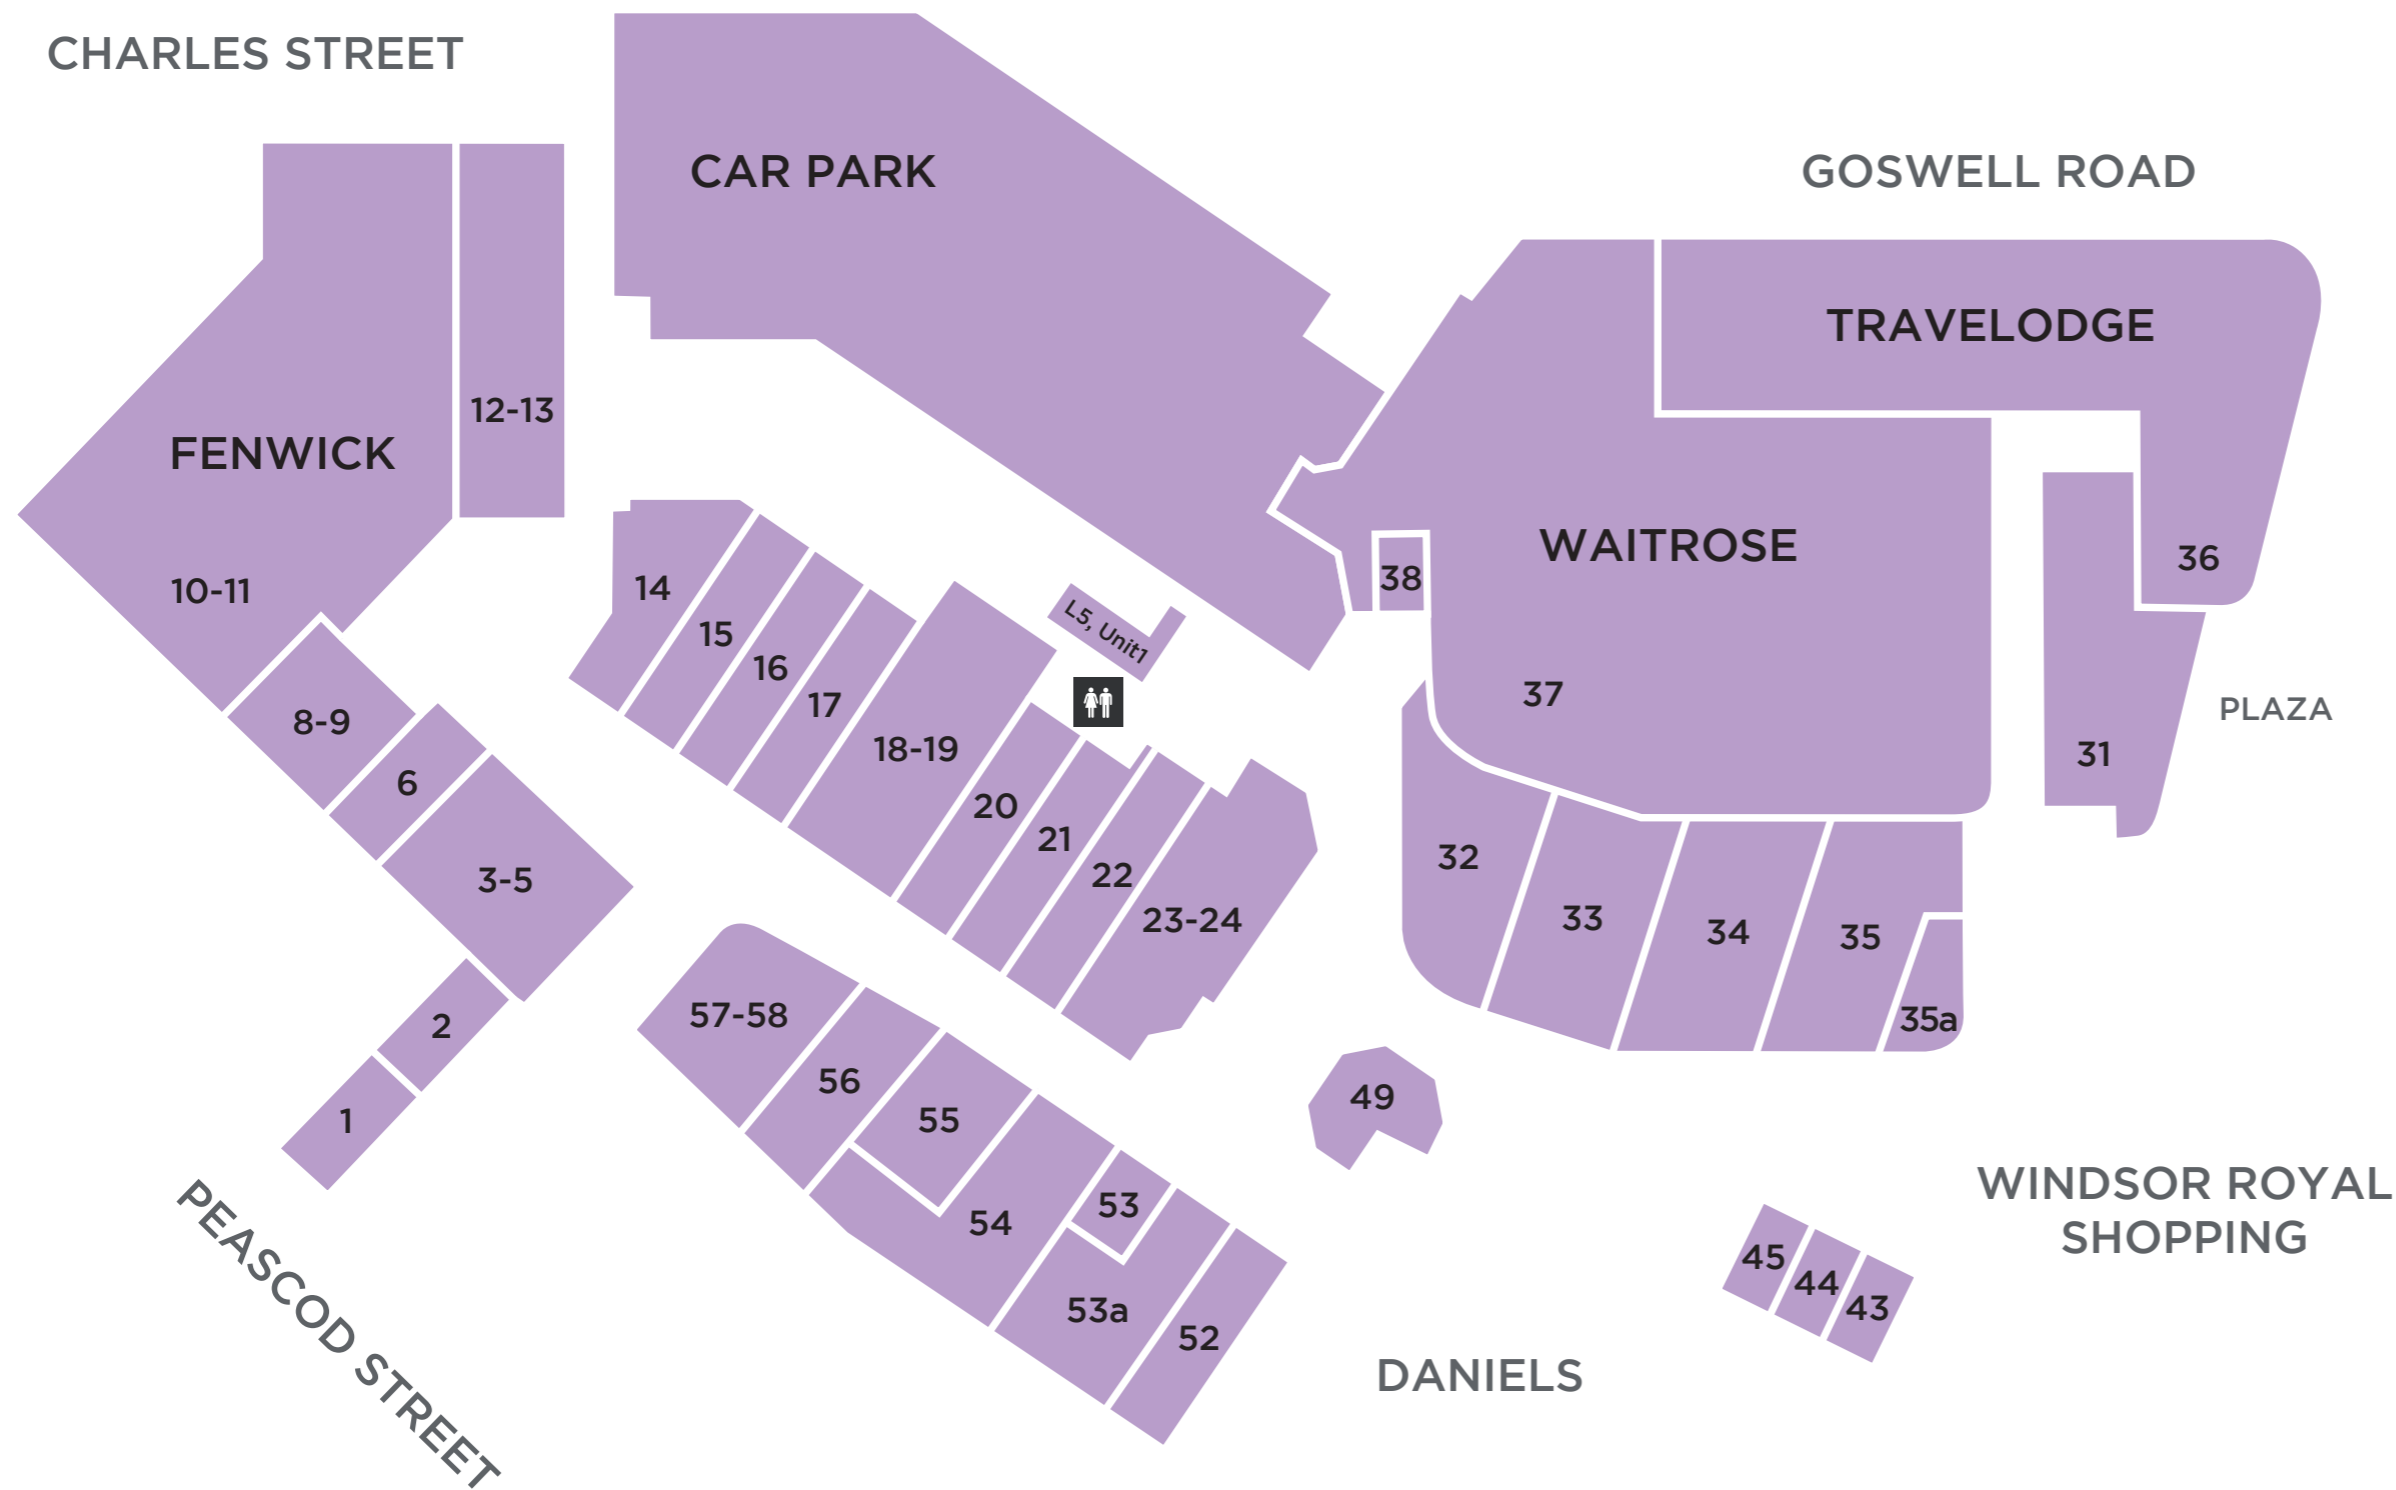 CHARLES STREET
CAR PARK
GOSWELL ROAD
TRAVELODGE
12-13
FENWICK
WAITROSE
36
38
10-11
14
L5, Unit1
15
16
17
37
PLAZA
8-9
18-19
31
6
20
21
32
22
3-5
23-24
33
34
35
57-58
35a
2
56
49
55
1
53
54
WINDSOR ROYAL
SHOPPING
45
44
43
53a
52
PEASCOD STREET
DANIELS